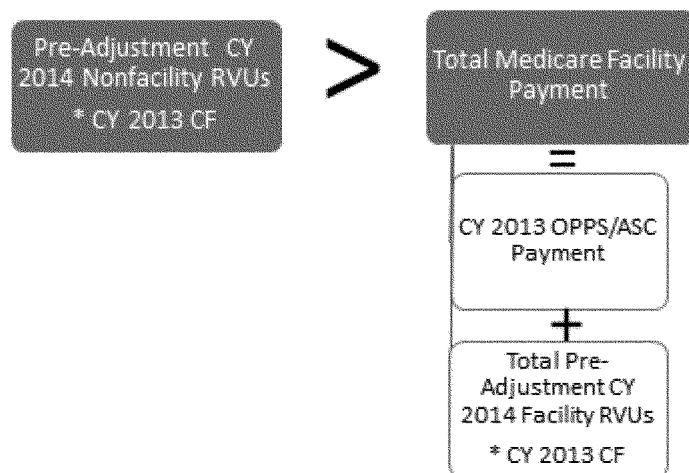 Pre-Adjustment CY
2014 Nonfacility RVUs
* CY 2013 CF
>
Total Medicare Facility
Payment
=
CY 2013 OPPS/ASC
Payment
+
Total Pre-
Adjustment CY
2014 Facility RVUs
* CY 2013 CF